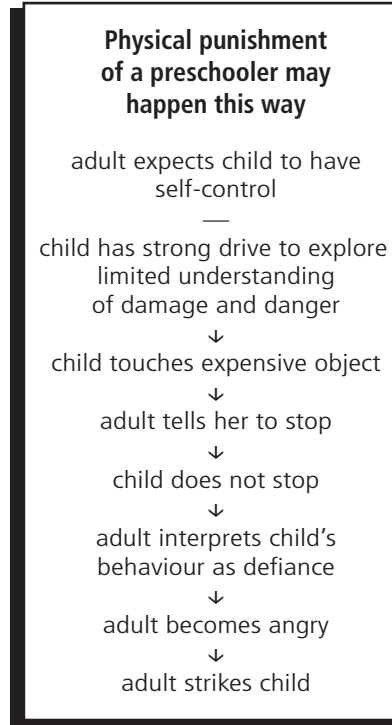 Physical punishment
of a preschooler may
happen this way
adult expects child to have
self-control
—
child has strong drive to explore
limited understanding
of damage and danger
↓
child touches expensive object
↓
adult tells her to stop
↓
child does not stop
↓
adult interprets child’s
behaviour as defiance
↓
adult becomes angry
↓
adult strikes child